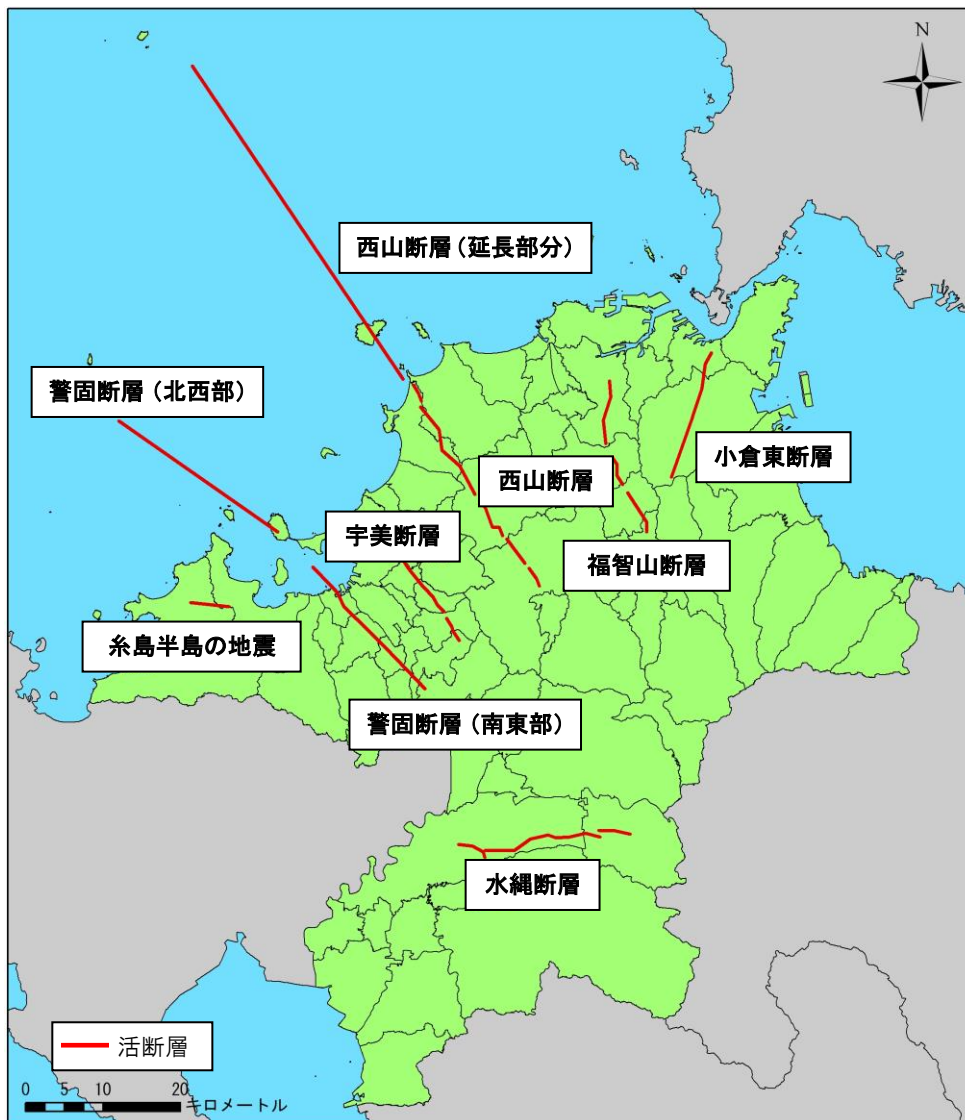 N
西山断層(延長部分)
警固断層(北西部)
小倉東断層
西山断層
宇美断層
福智山断層
糸島半島の地震
警固断層(南東部)
水縄断層
活断層
0 5 10 20
キロメートル